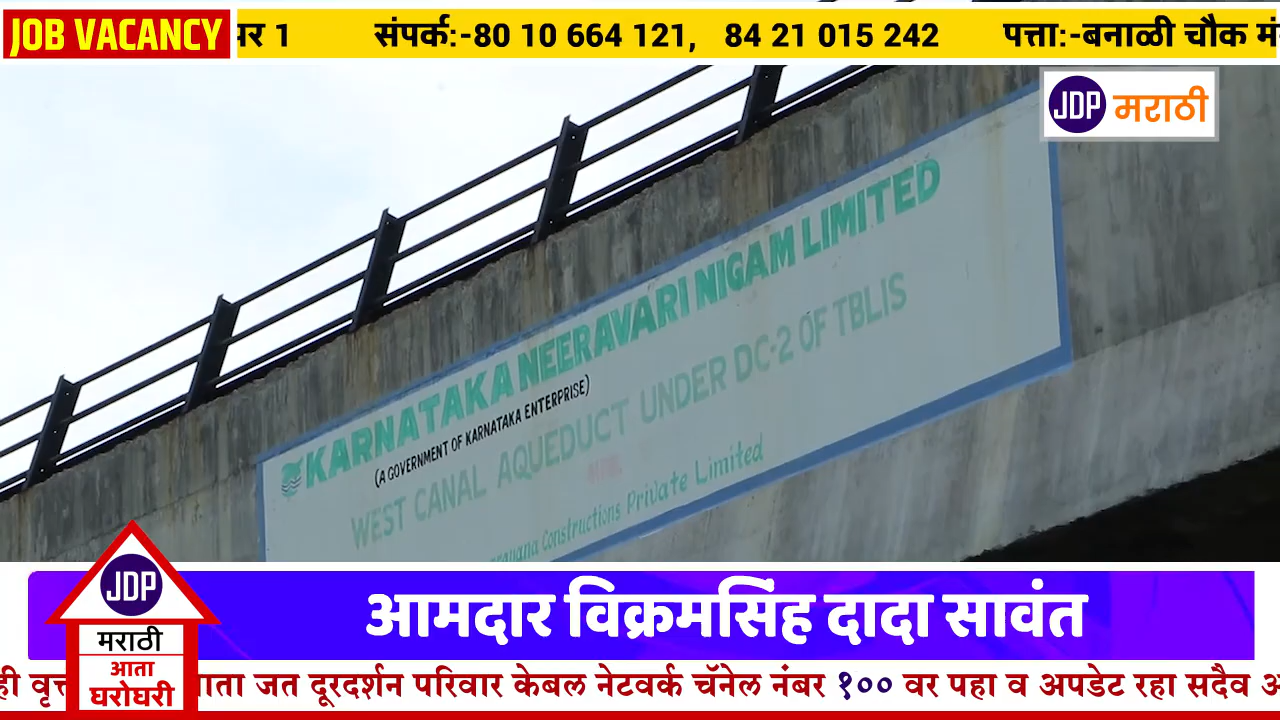 JOB VACANCY
संपर्क:-80 10 664 121, 84 21 015 242 पत्ता:-बनाळी चौक
JDP मराठी
KARNATAKA NEERAVARI NIGAM LIMITED
(A GOVERNMENT OF KARNATAKA ENTERPRISE)
WEST CANAL AQUEDUCT UNDER DC-2 OF TBLIS
Constructions Private Limited
JDP
मराठी
आता
घरोघरी
आमदार विक्रमसिंह दादा सावंत
ही जत दूरदर्शन परिवार केबल नेटवर्क चॅनेल नंबर १०० वर पहा व अपडेट रहा सदैव